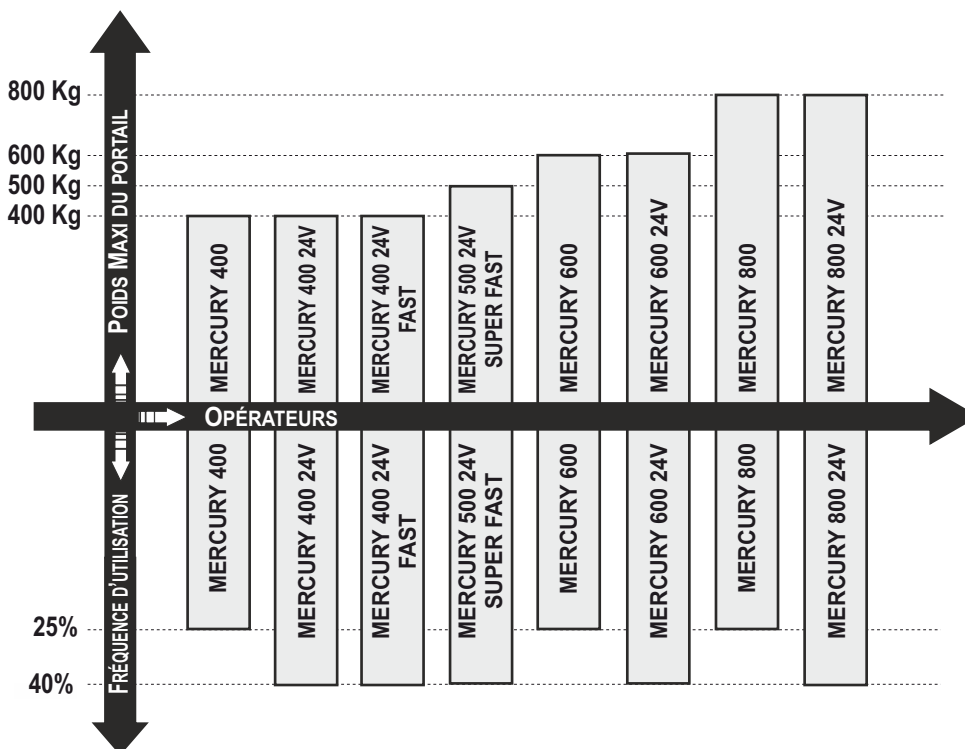 800 Kg
600 Kg
500 Kg
400 Kg
POIDS MAXI DU PORTAIL
MERCURY 400
MERCURY 400 24V
MERCURY 400 24V
FAST
MERCURY 500 24V
SUPER FAST
MERCURY 600
MERCURY 600 24V
MERCURY 800
MERCURY 800 24V
OPÉRATEURS
FRÉQUENCE D'UTILISATION
MERCURY 400
MERCURY 400 24V
MERCURY 400 24V
FAST
MERCURY 500 24V
SUPER FAST
MERCURY 600
MERCURY 600 24V
MERCURY 800
MERCURY 800 24V
25%
40%